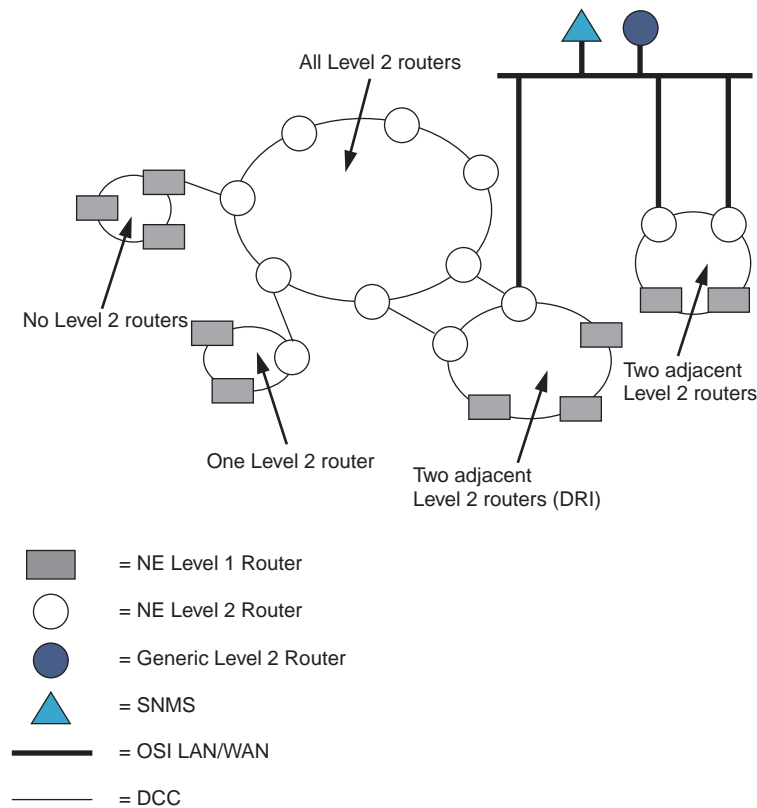 All Level 2 routers
No Level 2 routers
One Level 2 router
Two adjacent
Level 2 routers (DRI)
Two adjacent
Level 2 routers
= NE Level 1 Router
= NE Level 2 Router
= Generic Level 2 Router
= SNMS
= OSI LAN/WAN
= DCC